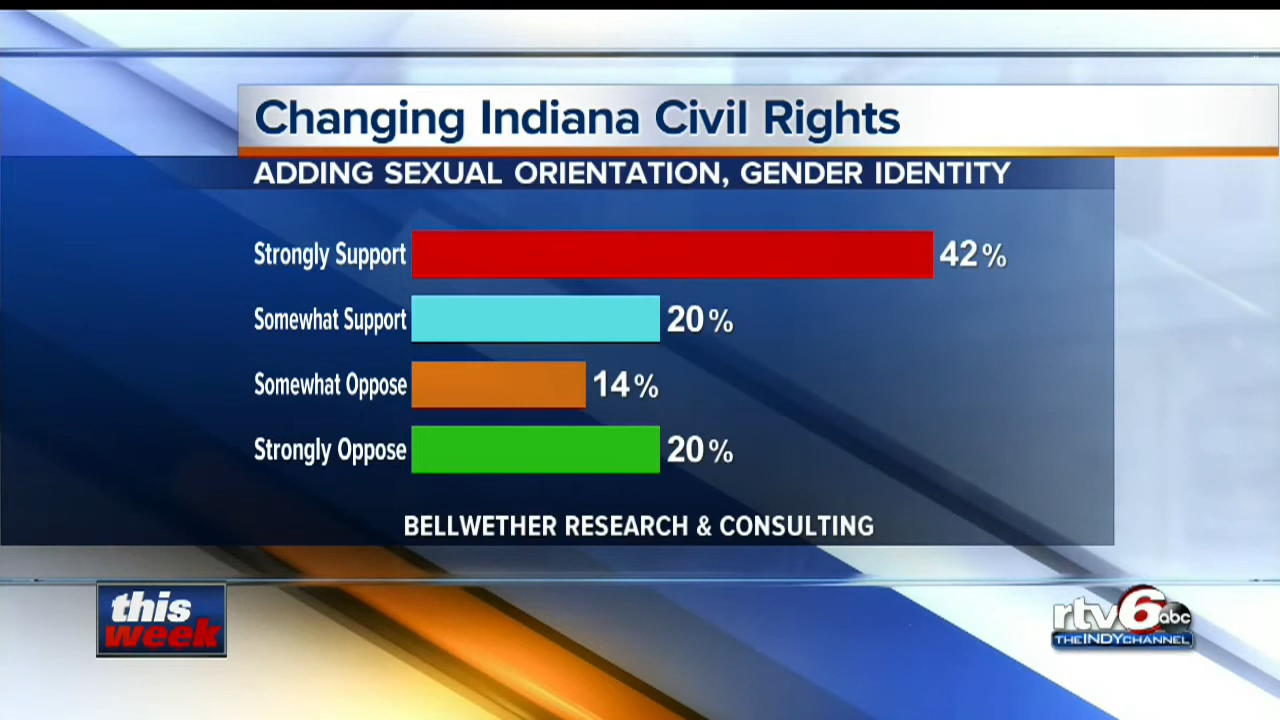 Changing Indiana Civil Rights
ADDING SEXUAL ORIENTATION, GENDER IDENTITY
Strongly Support 42%
Somewhat Support 20%
Somewhat Oppose 14%
Strongly Oppose 20%
BELLWETHER RESEARCH & CONSULTING
this
week
rtv6 abc
THEINDYCHANNEL